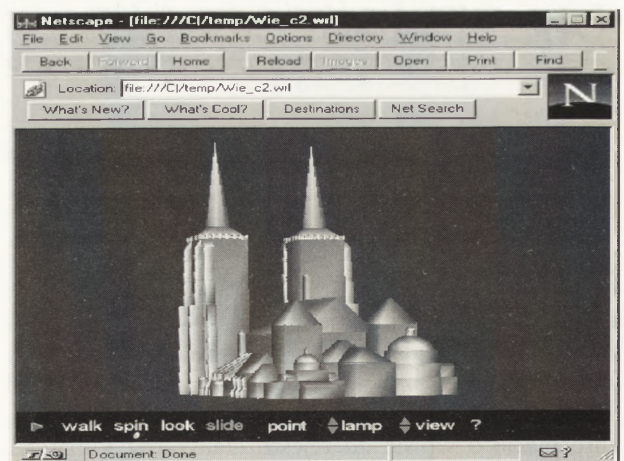 Netscape - [file:///C|/temp/Wie_c2.wrl]
File Edit View Go Bookmarks Options Directory Window Help
Back Forward Home Reload Images Open Print Find
Location: file:///C|/temp/Wie_c2.wrl
N
What's New? What's Cool? Destinations Net Search
walk spin look slide point lamp view ?
Document: Done